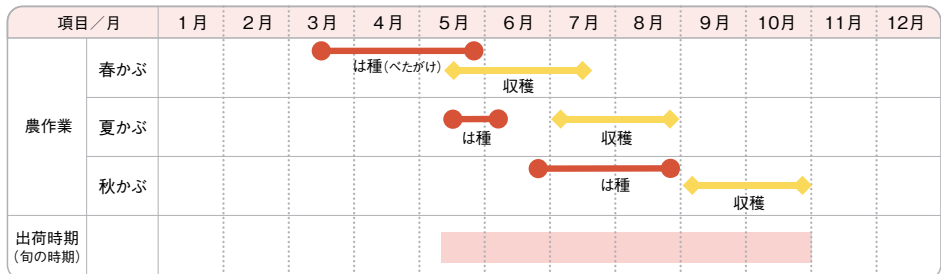 項目／月 1月 2月 3月 4月 5月 6月 7月 8月 9月 10月 11月 12月
農作業
春かぶ
は種（べたがけ）
収穫
夏かぶ
は種
収穫
秋かぶ
は種
収穫
出荷時期
（旬の時期）